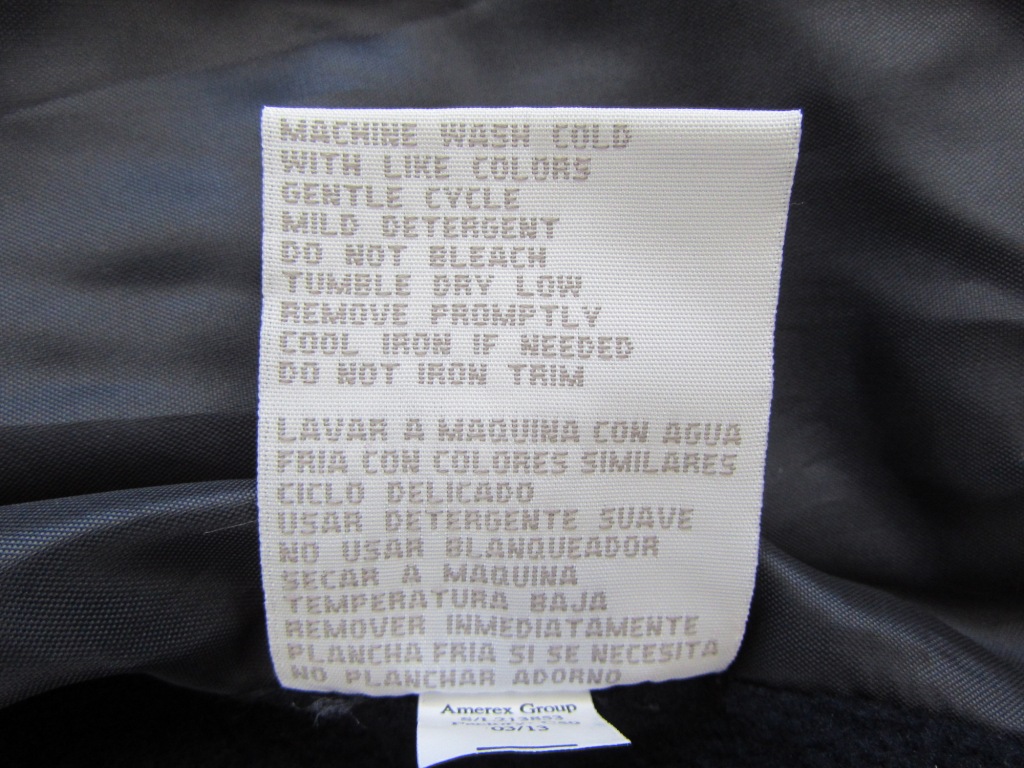 MACHINE WASH COLD
WITH LIKE COLORS
GENTLE CYCLE
MILD DETERGENT
DO NOT BLEACH
TUMBLE DRY LOW
REMOVE PROMPTLY
COOL IRON IF NEEDED
DO NOT IRON TRIM
LAVAR A MAQUINA CON AGUA
FRIA CON COLORES SIMILARES
CICLO DELICADO
USAR DETERGENTE SUAVE
NO USAR BLANQUEADOR
SECAR A MAQUINA
TEMPERATURA BAJA
REMOVER INMEDIATAMENTE
PLANCHA FRIA SI SE NECESITA
NO PLANCHAR ADORNO
Amerex Group
03/13